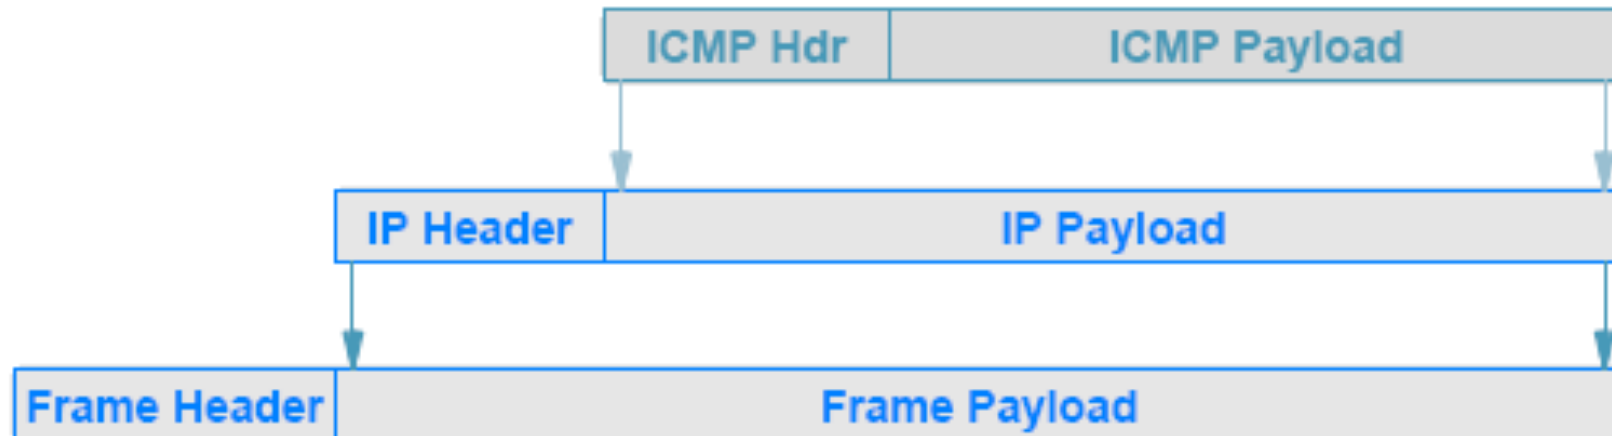 ICMP Hdr ICMP Payload
IP Header IP Payload
Frame Header Frame Payload